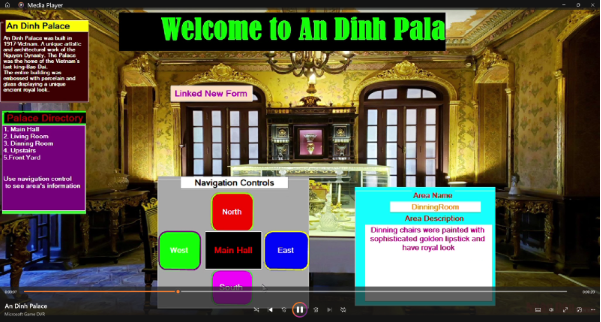 Media Player
Welcome to An Dinh Pala
An Dinh Palace
An Dinh Palace was built in
1917 Vietnam. A unique artistic
and architectural work of the
Nguyen Dynasty. The Palace
was the home of the Vietnam's
last king-Bao Dai.
The entire building was
embossed with porcelain and
glass displaying a unique
ancient royal look.
Linked New Form
Palace Directory
1. Main Hall
2. Living Room
3. Dinning Room
4. Upstairs
5.Front Yard
Use navigation control
to see area's information
Navigation Controls
North
West
Main Hall
East
South
Area Name
DinningRoom
Area Description
Dinning chairs were painted with
sophisticated golden lipstick and
have royal look
An Dinh Palace
Microsoft Game DVR